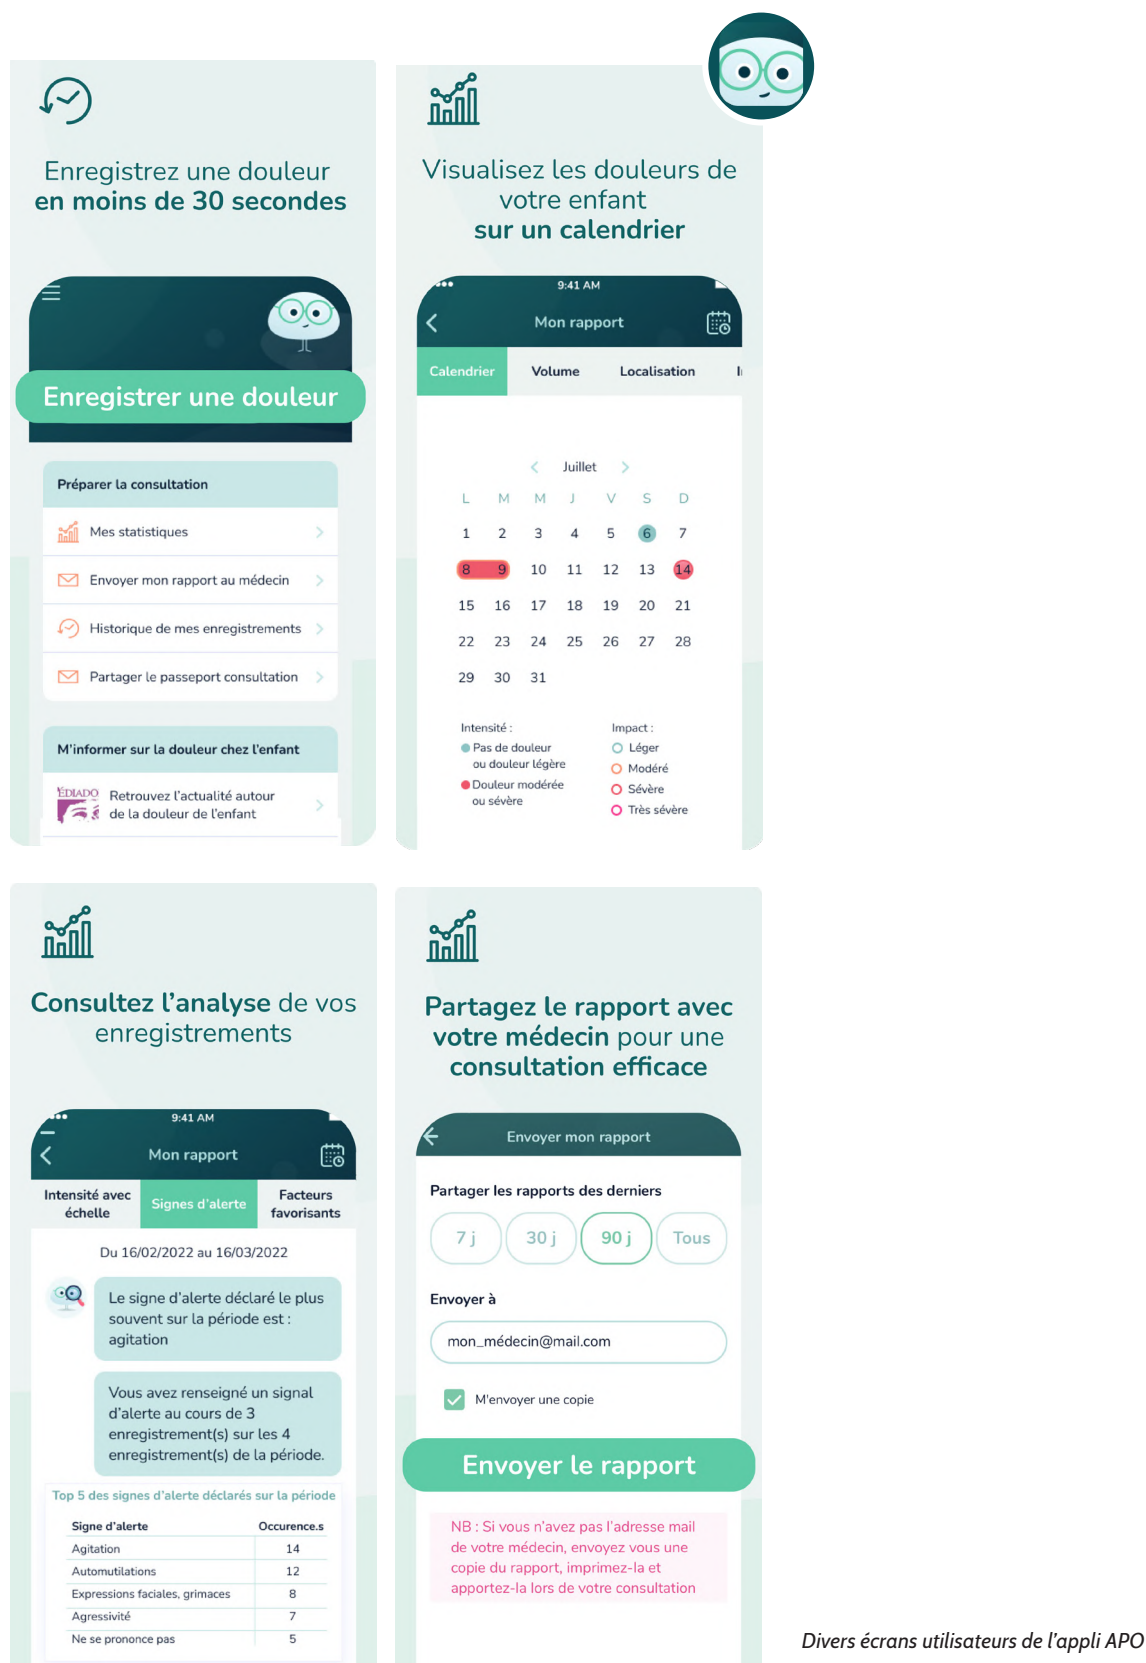 Enregistrez une douleur
en moins de 30 secondes
Enregistrer une douleur
Préparer la consultation
Mes statistiques
Envoyer mon rapport au médecin
Historique de mes enregistrements
Partager le passeport consultation
M'informer sur la douleur chez l'enfant
Retrouvez l'actualité autour
de la douleur de l'enfant
Visualisez les douleurs de
votre enfant
sur un calendrier
9:41 AM
Mon rapport
Calendrier Volume Localisation
Juillet
L M M J V S D
1 2 3 4 5 6 7
8 9 10 11 12 13 14
15 16 17 18 19 20 21
22 23 24 25 26 27 28
29 30 31
Intensité :
Pas de douleur
ou douleur légère
Douleur modérée
ou sévère
Impact :
Léger
Modéré
Sévère
Très sévère
Consultez l'analyse de vos
enregistrements
9:41 AM
Mon rapport
Intensité avec
échelle
Signes d'alerte
Facteurs
favorisants
Du 16/02/2022 au 16/03/2022
Le signe d'alerte déclaré le plus
souvent sur la période est :
agitation
Vous avez renseigné un signal
d'alerte au cours de 3
enregistrement(s) sur les 4
enregistrement(s) de la période.
Top 5 des signes d'alerte déclarés sur la période
Signe d'alerte Occurence.s
Agitation 14
Automutilations 12
Expressions faciales, grimaces 8
Agressivité 7
Ne se prononce pas 5
Partagez le rapport avec
votre médecin pour une
consultation efficace
Envoyer mon rapport
Partager les rapports des derniers
7 j 30 j 90 j Tous
Envoyer à
mon_médecin@mail.com
M'envoyer une copie
Envoyer le rapport
NB : Si vous n'avez pas l'adresse mail
de votre médecin, envoyez vous une
copie du rapport, imprimez-la et
apportez-la lors de votre consultation
Divers écrans utilisateurs de l'appli APO